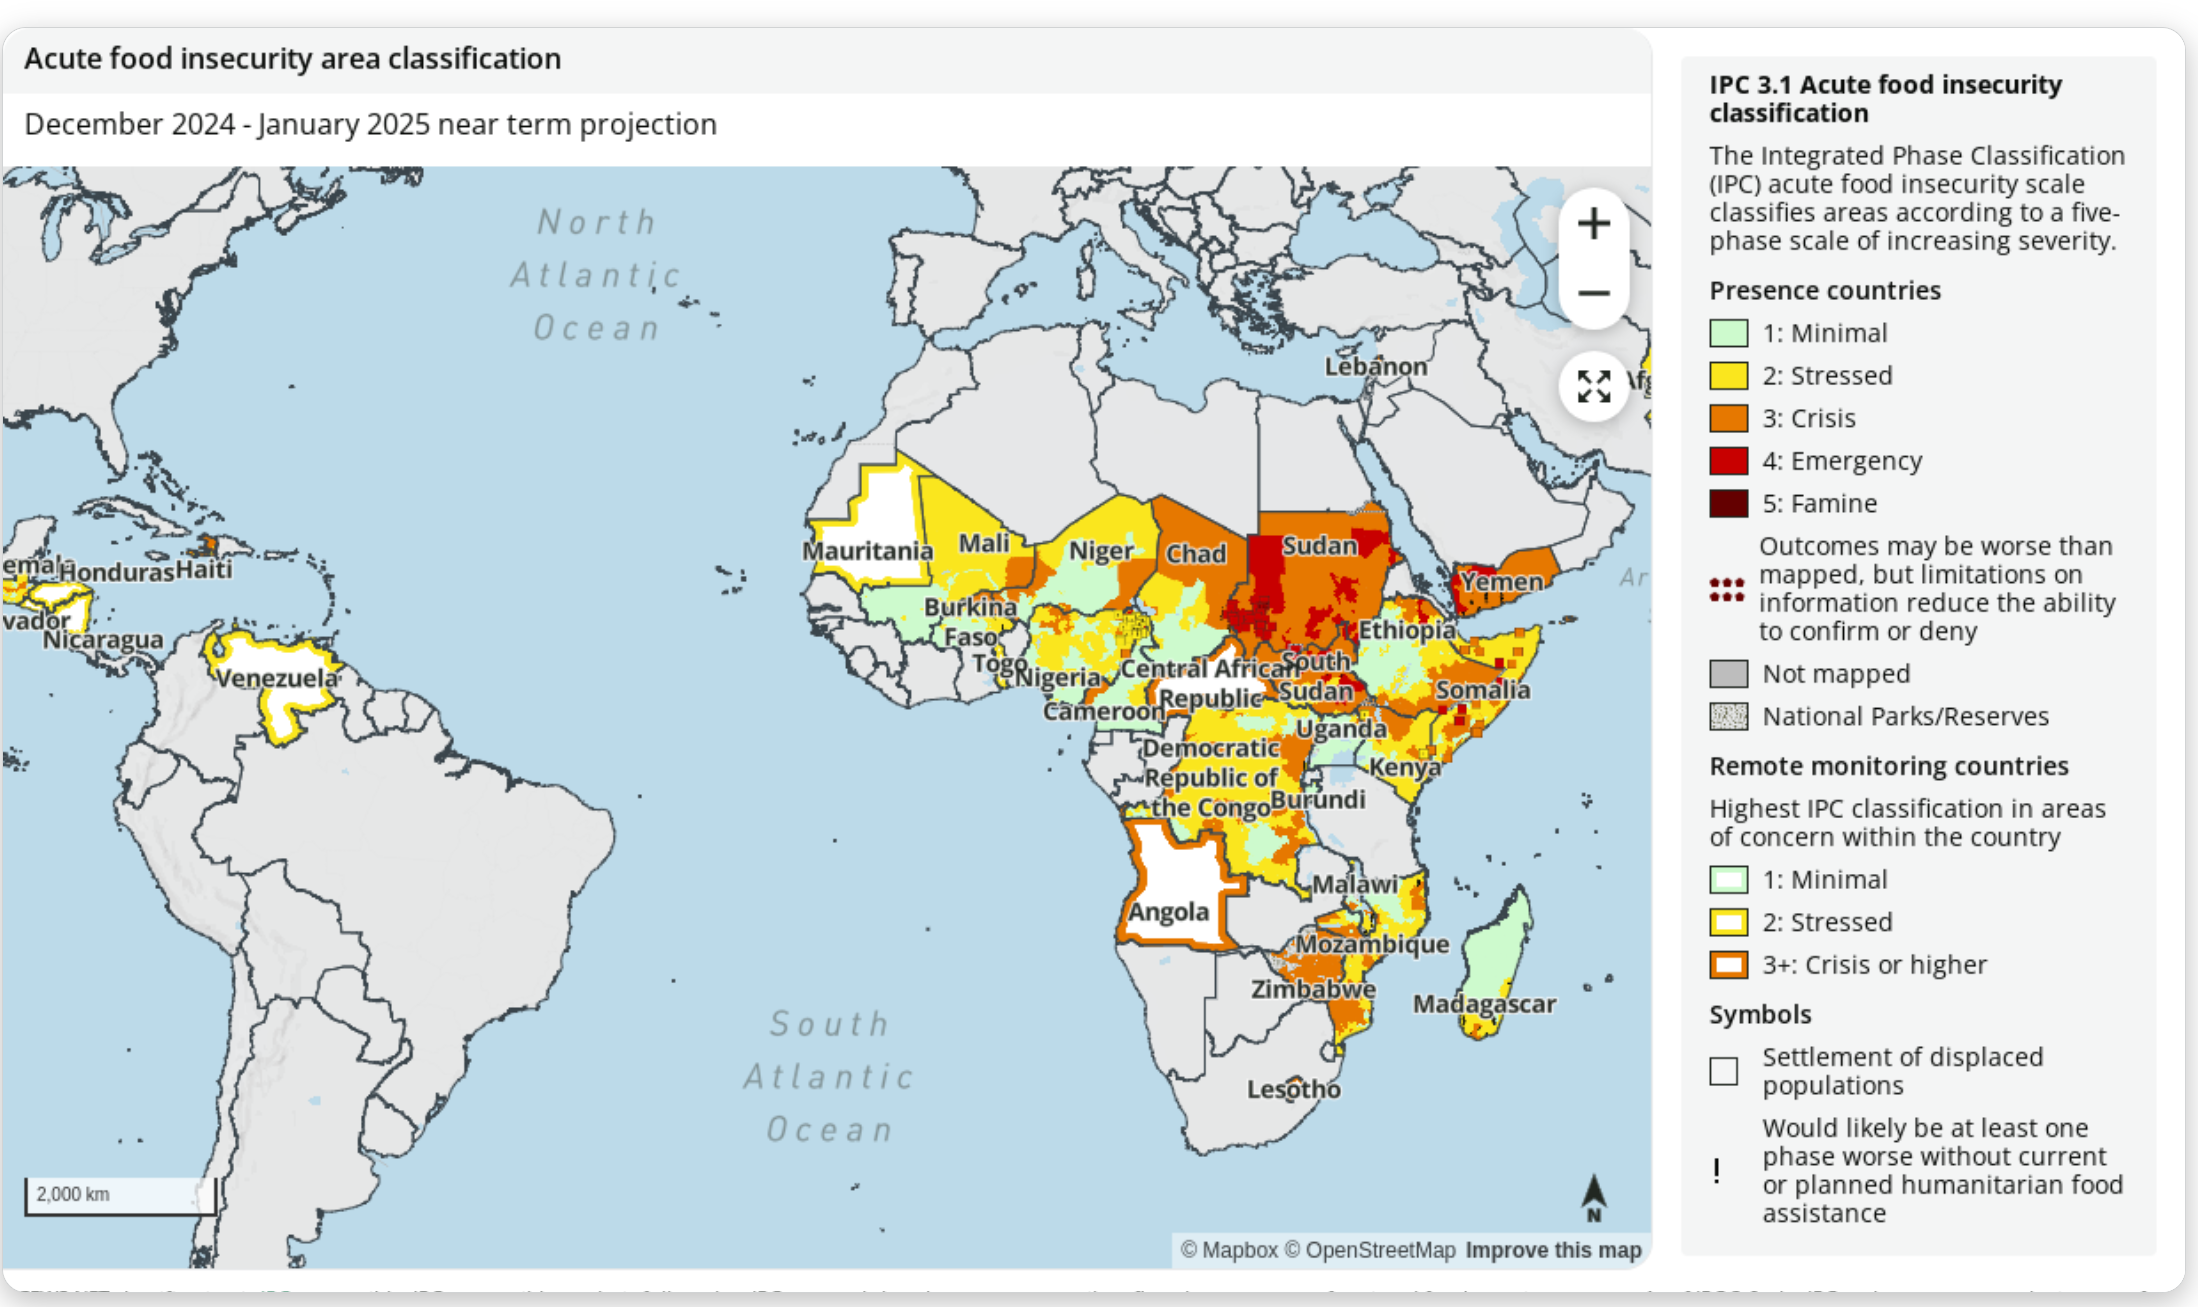 Acute food insecurity area classification
December 2024 - January 2025 near term projection
North
Atlantic
Ocean
Lebanon
Mauritania
Mali
Niger
Chad
Sudan
Yemen
Honduras
Haiti
Nicaragua
Venezuela
Burkina
Faso
Togo
Nigeria
Central African
Republic
South
Sudan
Ethiopia
Somalia
Cameroon
Uganda
Democratic
Republic of
the Congo
Kenya
Burundi
Angola
Malawi
Mozambique
Zimbabwe
Madagascar
Lesotho
South
Atlantic
Ocean
2,000 km
N
© Mapbox © OpenStreetMap Improve this map
IPC 3.1 Acute food insecurity
classification
The Integrated Phase Classification
(IPC) acute food insecurity scale
classifies areas according to a five-
phase scale of increasing severity.
Presence countries
1: Minimal
2: Stressed
3: Crisis
4: Emergency
5: Famine
Outcomes may be worse than
mapped, but limitations on
information reduce the ability
to confirm or deny
Not mapped
National Parks/Reserves
Remote monitoring countries
Highest IPC classification in areas
of concern within the country
1: Minimal
2: Stressed
3+: Crisis or higher
Symbols
Settlement of displaced
populations
! Would likely be at least one
phase worse without current
or planned humanitarian food
assistance